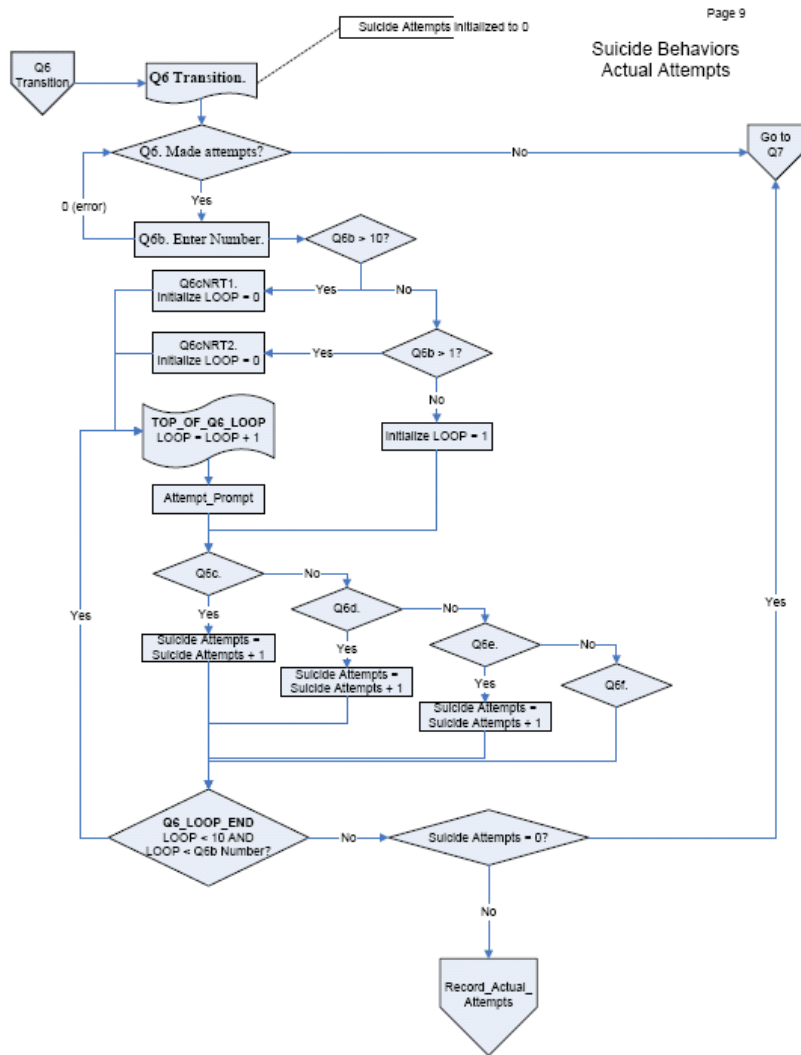 Page 9
Suicide Attempts initialized to 0
Suicide Behaviors
Actual Attempts
Q6
Transition
Q6 Transition.
Go to
Q7
Q6. Made attempts?
No
Yes
0 (error)
Q6b. Enter Number.
Q6b > 10?
Q6cNRT1.
Initialize LOOP = 0
Yes
No
Q6cNRT2.
Initialize LOOP = 0
Yes
Q6b > 1?
No
TOP_OF_Q6_LOOP
LOOP = LOOP + 1
Initialize LOOP = 1
Attempt_Prompt
Q6c.
No
Q6d.
No
Q6e.
No
Q6f.
Yes
Yes
Yes
Yes
Yes
Suicide Attempts =
Suicide Attempts + 1
Suicide Attempts =
Suicide Attempts + 1
Suicide Attempts =
Suicide Attempts + 1
Q6_LOOP_END
LOOP < 10 AND
LOOP < Q6b Number?
No
Suicide Attempts = 0?
No
Record_Actual_
Attempts